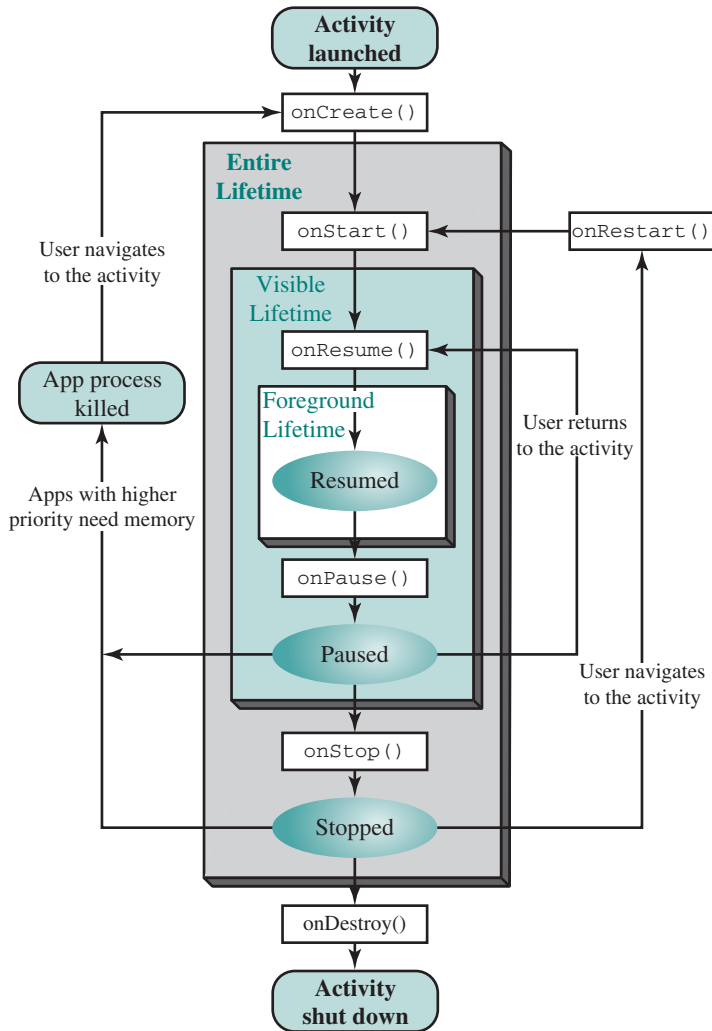 Activity
launched
onCreate()
Entire
Lifetime
onStart()
onRestart()
User navigates
to the activity
Visible
Lifetime
onResume()
App process
killed
Foreground
Lifetime
User returns
to the activity
Resumed
Apps with higher
priority need memory
onPause()
Paused
User navigates
to the activity
onStop()
Stopped
onDestroy()
Activity
shut down